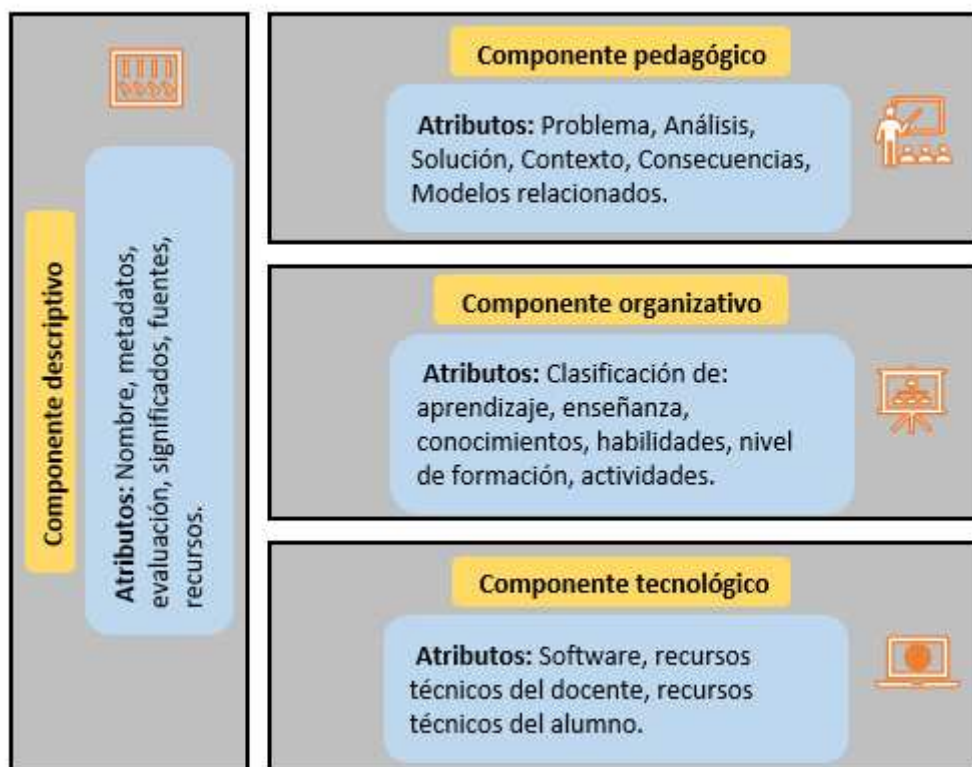 Componente descriptivo
Atributos: Nombre, metadatos,
evaluación, significados, fuentes,
recursos.
Componente pedagógico
Atributos: Problema, Análisis,
Solución, Contexto, Consecuencias,
Modelos relacionados.
Componente organizativo
Atributos: Clasificación de:
aprendizaje, enseñanza,
conocimientos, habilidades, nivel
de formación, actividades.
Componente tecnológico
Atributos: Software, recursos
técnicos del docente, recursos
técnicos del alumno.